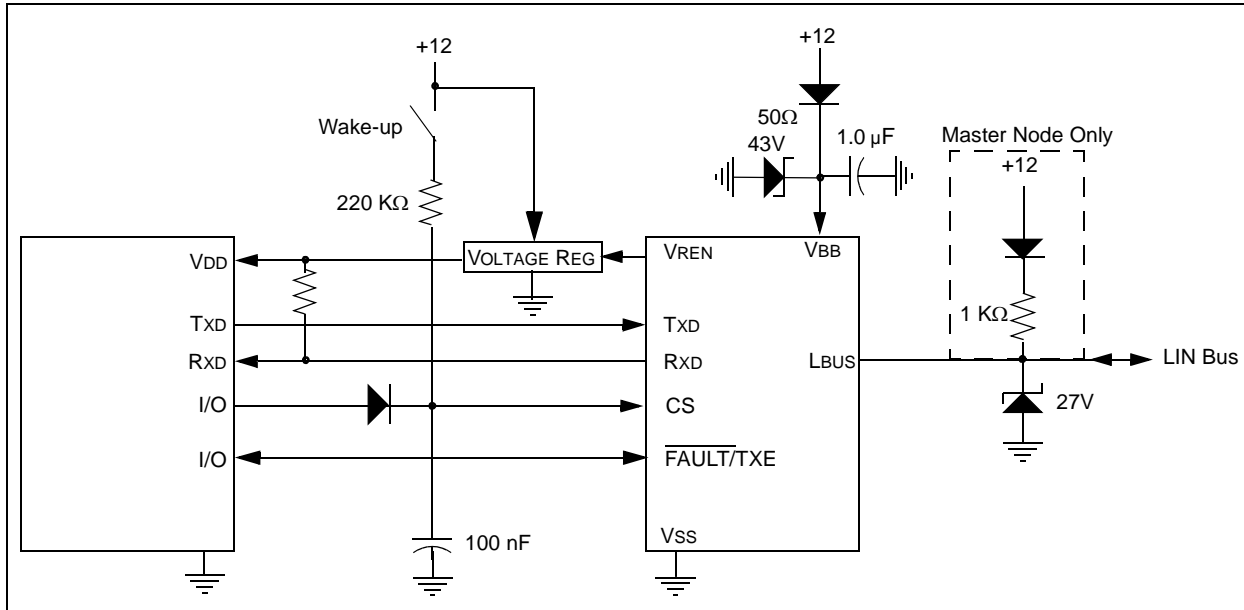 +12
+12
Wake-up
50Ω
43V
1.0 µF
Master Node Only
+12
220 KΩ
VDD
VOLTAGE REG
VREN
VBB
TXD
TXD
1 KΩ
RXD
RXD
LBUS
LIN Bus
I/O
CS
27V
I/O
FAULT/TXE
VSS
100 nF